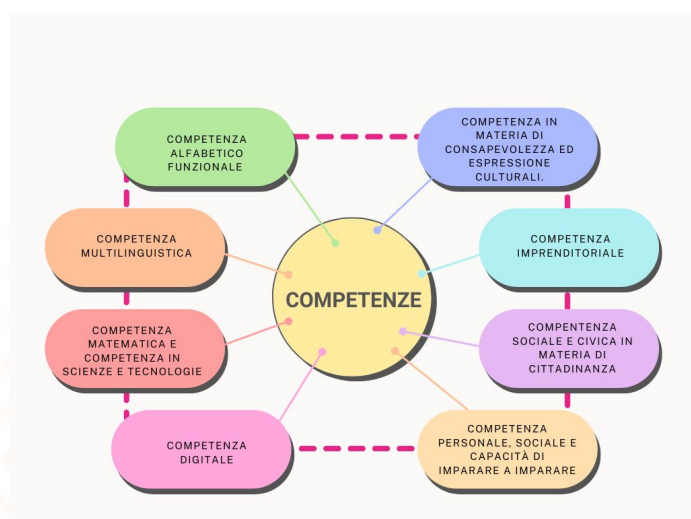 COMPETENZA
ALFABETICO
FUNZIONALE
COMPETENZA IN
MATERIA DI
CONSAPEVOLEZZA ED
ESPRESSIONE
CULTURALI.
COMPETENZA
MULTILINGUISTICA
COMPETENZA
IMPRENDITORIALE
COMPETENZE
COMPETENZA
MATEMATICA E
COMPETENZA IN
SCIENZE E TECNOLOGIE
COMPENTENZA
SOCIALE E CIVICA IN
MATERIA DI
CITTADINANZA
COMPETENZA
DIGITALE
COMPETENZA
PERSONALE, SOCIALE E
CAPACITÀ DI
IMPARARE A IMPARARE